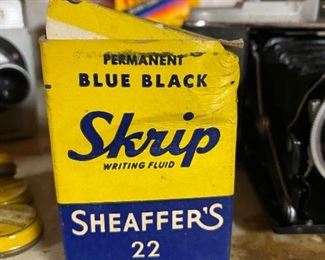 PERMANENT
BLUE BLACK
Skrip
WRITING FLUID
SHEAFFER'S
22